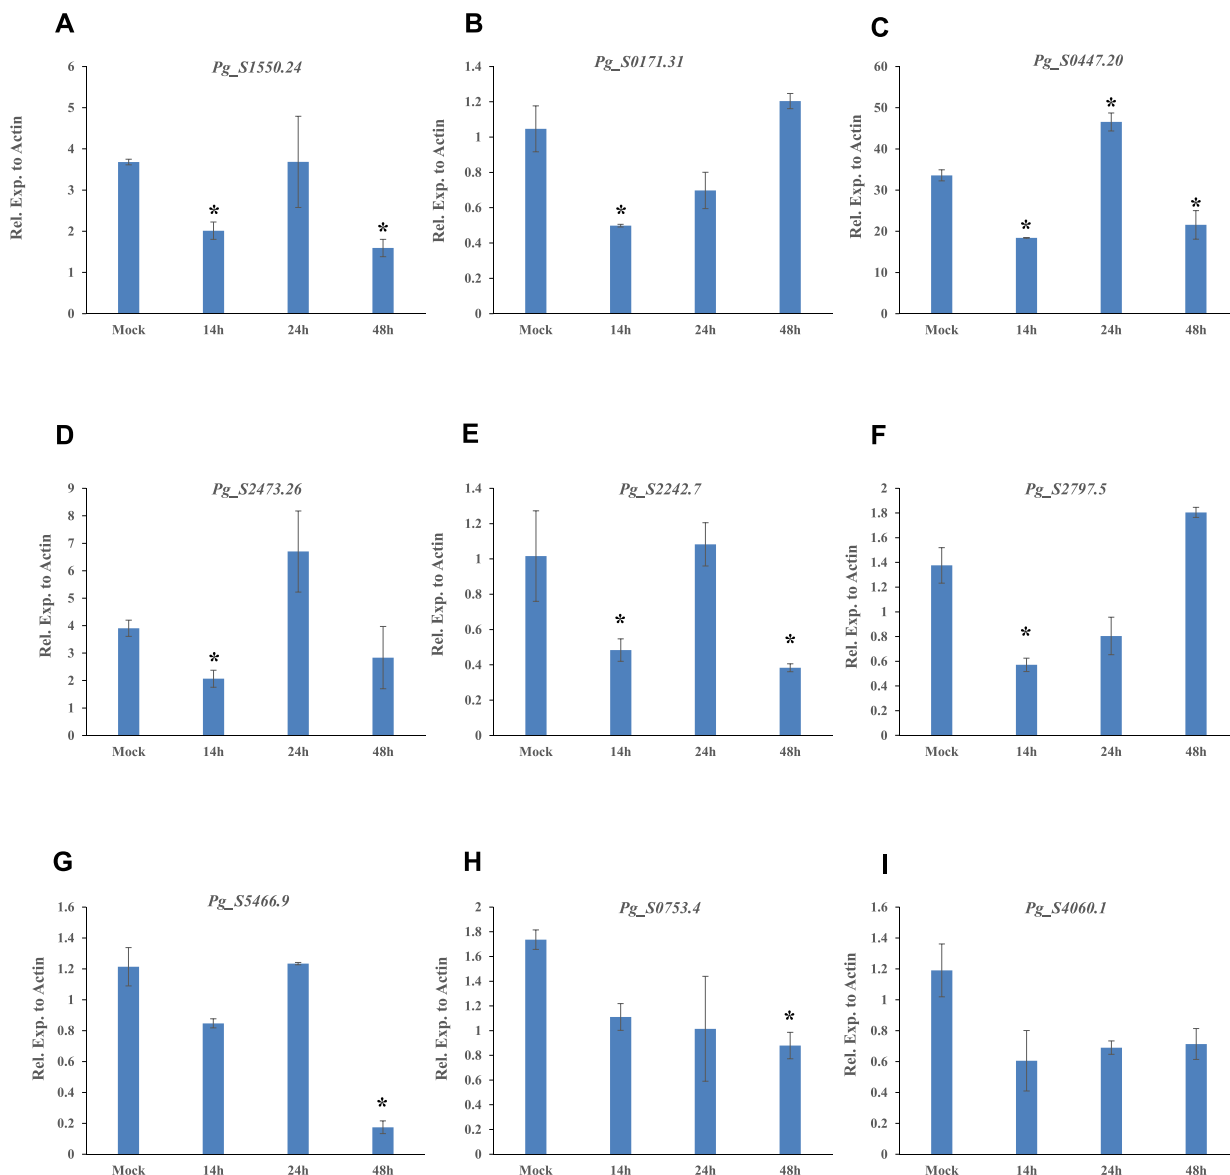 A
Pg_S1550.24
Rel. Exp. to Actin
6
5
4
3
2
1
0
*
*
Mock 14h 24h 48h
B
Pg_S0171.31
Rel. Exp. to Actin
1.4
1.2
1
0.8
0.6
0.4
0.2
0
*
Mock 14h 24h 48h
C
Pg_S0447.20
Rel. Exp. to Actin
60
50
40
30
20
10
0
*
*
*
Mock 14h 24h 48h
D
Pg_S2473.26
Rel. Exp. to Actin
9
8
7
6
5
4
3
2
1
0
*
Mock 14h 24h 48h
E
Pg_S2242.7
Rel. Exp. to Actin
1.4
1.2
1
0.8
0.6
0.4
0.2
0
*
*
Mock 14h 24h 48h
F
Pg_S2797.5
Rel. Exp. to Actin
2
1.8
1.6
1.4
1.2
1
0.8
0.6
0.4
0.2
0
*
Mock 14h 24h 48h
G
Pg_S5466.9
Rel. Exp. to Actin
1.6
1.4
1.2
1
0.8
0.6
0.4
0.2
0
*
Mock 14h 24h 48h
H
Pg_S0753.4
Rel. Exp. to Actin
2
1.8
1.6
1.4
1.2
1
0.8
0.6
0.4
0.2
0
*
Mock 14h 24h 48h
I
Pg_S4060.1
Rel. Exp. to Actin
1.6
1.4
1.2
1
0.8
0.6
0.4
0.2
0
Mock 14h 24h 48h